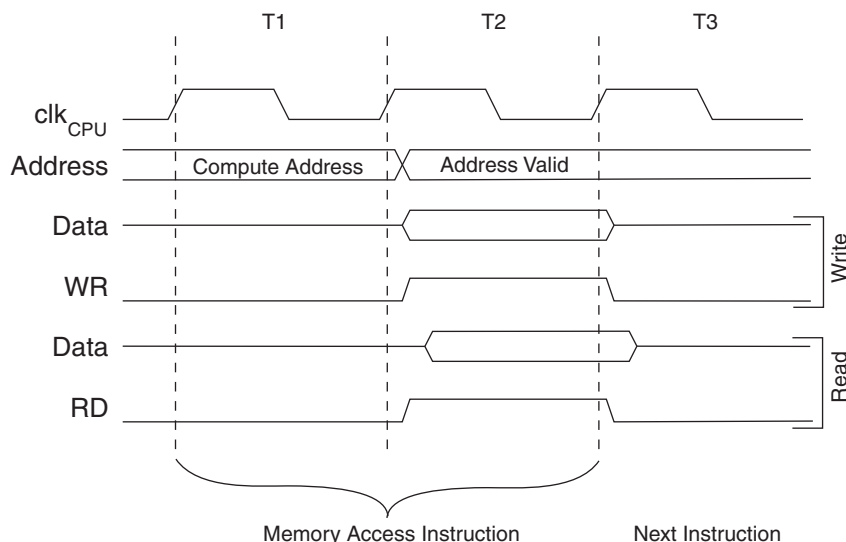 T1 T2 T3
clkCPU
Address Compute Address Address Valid
Data
WR
Write
Data
RD
Read
Memory Access Instruction Next Instruction